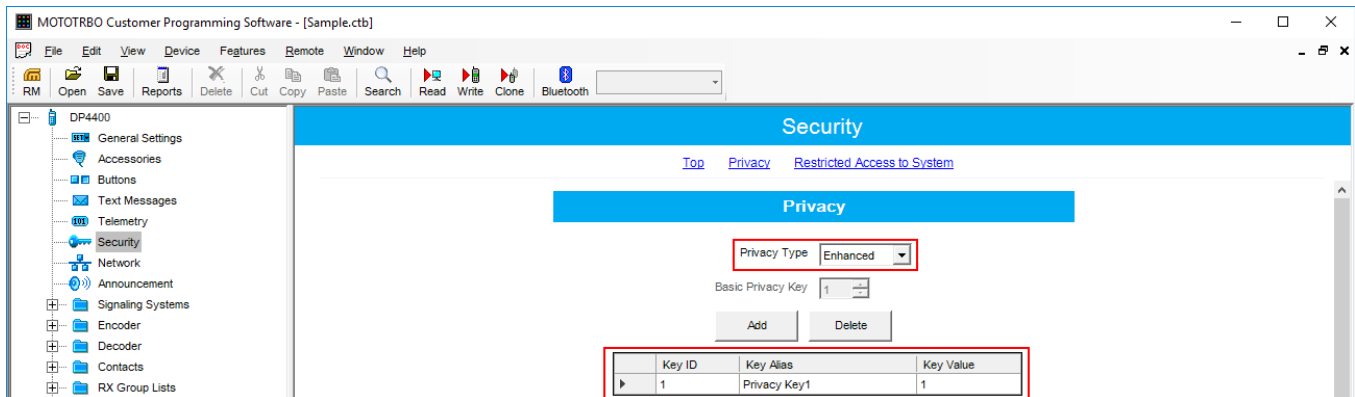 MOTOTRBO Customer Programming Software - [Sample.ctb]
File Edit View Device Features Remote Window Help
RM Open Save Reports Delete Cut Copy Paste Search Read Write Clone Bluetooth
DP4400
General Settings
Accessories
Buttons
Text Messages
Telemetry
Security
Network
Announcement
Signaling Systems
Encoder
Decoder
Contacts
RX Group Lists
Security
Top Privacy Restricted Access to System
Privacy
Privacy Type Enhanced
Basic Privacy Key 1
Add Delete
Key ID Key Alias Key Value
1 Privacy Key1 1